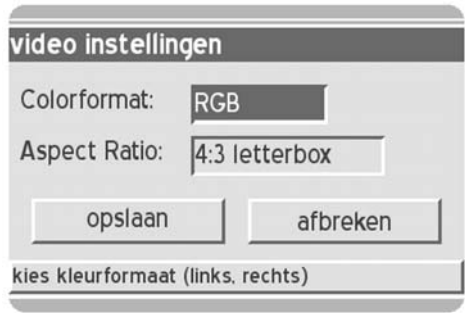 video instellingen
Colorformat: RGB
Aspect Ratio: 4:3 letterbox
opslaan afbreken
kies kleurformaat (links, rechts)